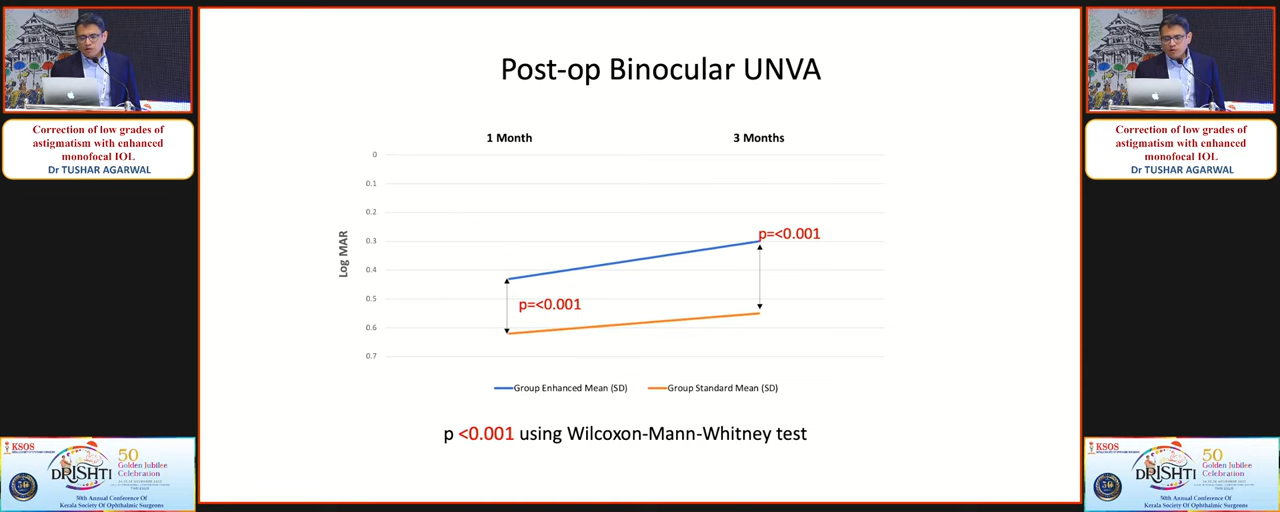 Post-op Binocular UNVA
1 Month
3 Months
0
0.1
0.2
0.3
0.4
0.5
0.6
0.7
Log MAR
p=<0.001
p=<0.001
Group Enhanced Mean (SD)
Group Standard Mean (SD)
p <0.001 using Wilcoxon-Mann-Whitney test
Correction of low grades of
astigmatism with enhanced
monofocal IOL
Dr TUSHAR AGARWAL
KSOS
50
Golden Jubilee
Celebration
DRISHTI
50th Annual Conference Of
Kerala Society Of Ophthalmic Surgeons
Correction of low grades of
astigmatism with enhanced
monofocal IOL
Dr TUSHAR AGARWAL
KSOS
50
Golden Jubilee
Celebration
DRISHTI
50th Annual Conference Of
Kerala Society Of Ophthalmic Surgeons